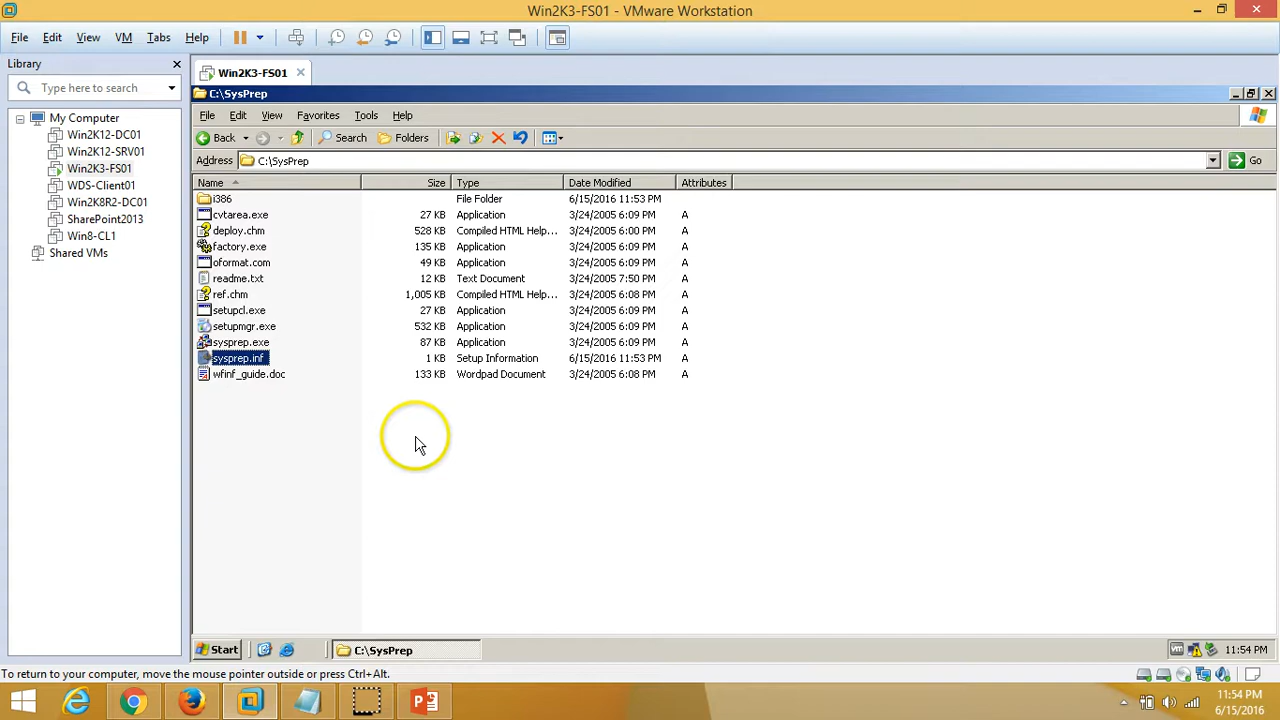 Win2K3-FS01 - VMware Workstation
File Edit View VM Tabs Help
Library
Type here to search
My Computer
Win2K12-DC01
Win2K12-SRV01
Win2K3-FS01
WDS-Client01
Win2K8R2-DC01
SharePoint2013
Win8-CL1
Shared VMs
Win2K3-FS01
C:\SysPrep
File Edit View Favorites Tools Help
Back Search Folders
Address C:\SysPrep Go
Name Size Type Date Modified Attributes
i386 File Folder 6/15/2016 11:53 PM
cvtarea.exe 27 KB Application 3/24/2005 6:09 PM A
deploy.chm 528 KB Compiled HTML Help... 3/24/2005 6:00 PM A
factory.exe 135 KB Application 3/24/2005 6:09 PM A
oformat.com 49 KB Application 3/24/2005 6:09 PM A
readme.txt 12 KB Text Document 3/24/2005 7:50 PM A
ref.chm 1,005 KB Compiled HTML Help... 3/24/2005 6:08 PM A
setupcl.exe 27 KB Application 3/24/2005 6:09 PM A
setupmgr.exe 532 KB Application 3/24/2005 6:09 PM A
sysprep.exe 87 KB Application 3/24/2005 6:09 PM A
sysprep.inf 1 KB Setup Information 6/15/2016 11:53 PM A
wfinf_guide.doc 133 KB Wordpad Document 3/24/2005 6:08 PM A
Start C:\SysPrep vm 11:54 PM
To return to your computer, move the mouse pointer outside or press Ctrl+Alt.
11:54 PM
6/15/2016